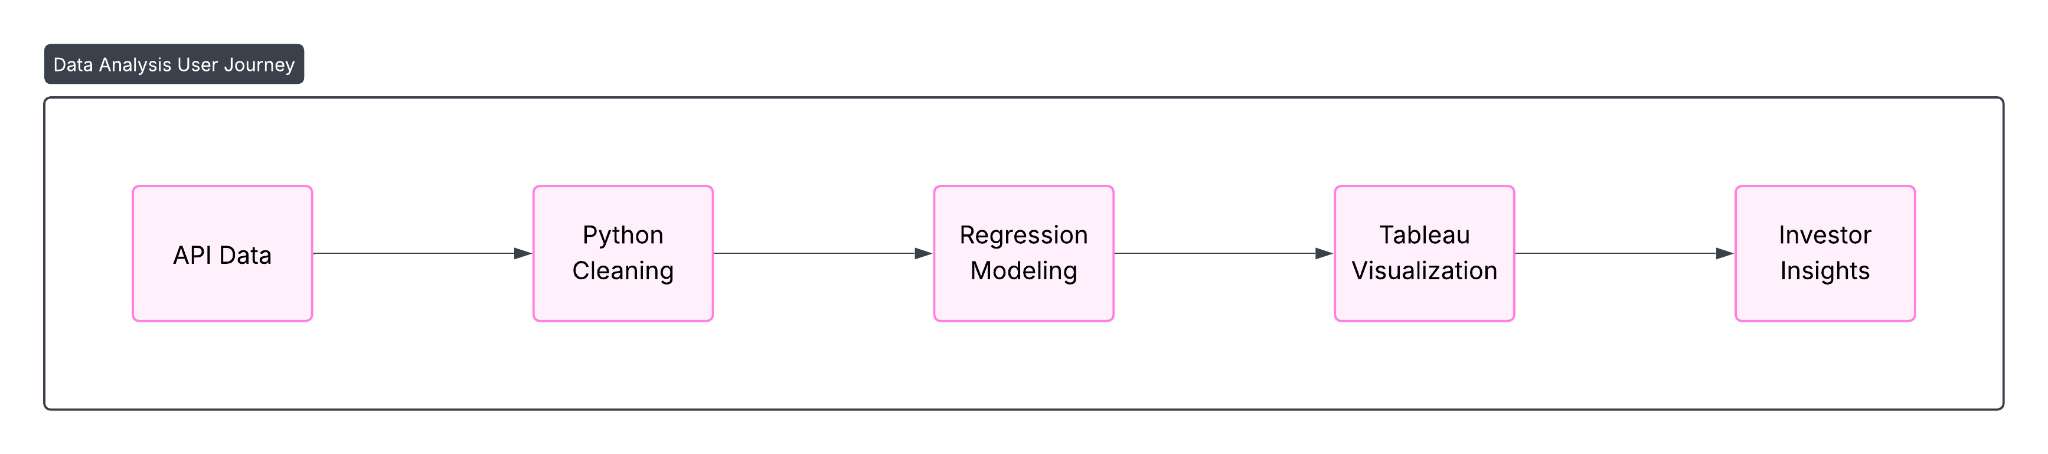 Data Analysis User Journey
API Data
Python
Cleaning
Regression
Modeling
Tableau
Visualization
Investor
Insights